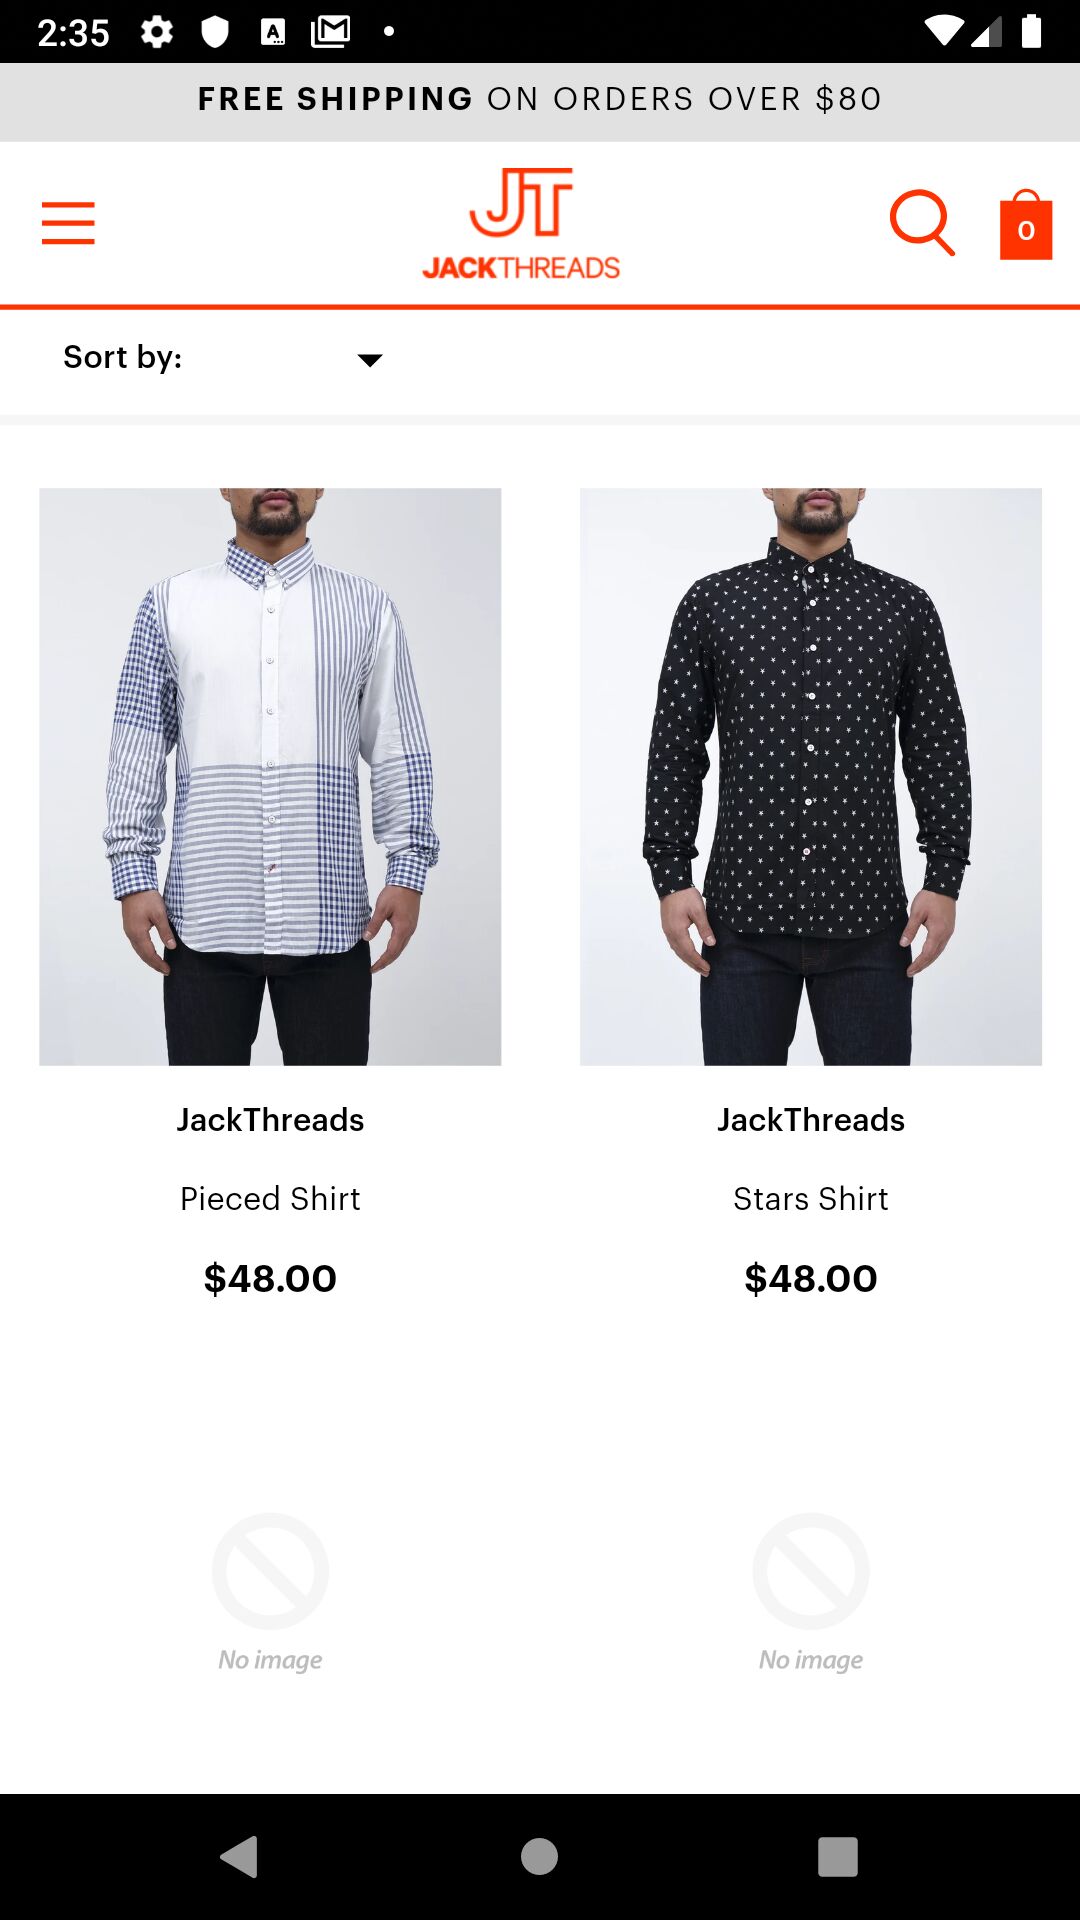 2:35
FREE SHIPPING ON ORDERS OVER $80
JT
JACKTHREADS
0
Sort by:
JackThreads
JackThreads
Pieced Shirt
Stars Shirt
$48.00
$48.00
No image
No image